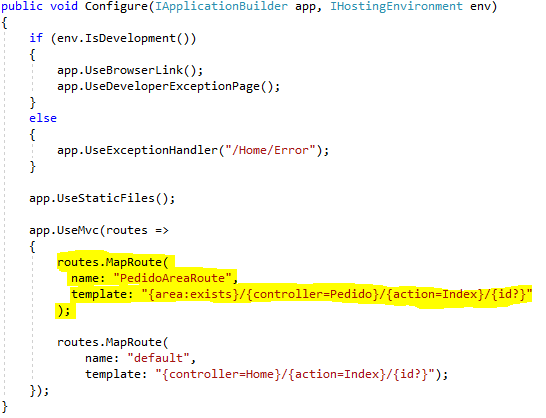 public void Configure(IApplicationBuilder app, IHostingEnvironment env)
{
    if (env.IsDevelopment())
    {
        app.UseBrowserLink();
        app.UseDeveloperExceptionPage();
    }
    else
    {
        app.UseExceptionHandler("/Home/Error");
    }
    app.UseStaticFiles();
    app.UseMvc(routes =>
    {
        routes.MapRoute(
          name: "PedidoAreaRoute",
          template: "{area:exists}/{controller=Pedido}/{action=Index}/{id?}"
        );
        routes.MapRoute(
            name: "default",
            template: "{controller=Home}/{action=Index}/{id?}");
    });
}